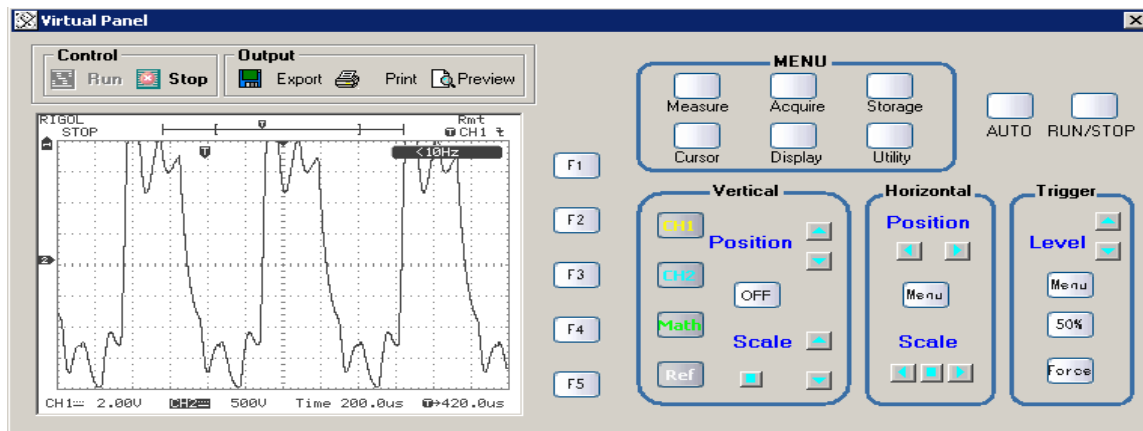 Virtual Panel
Control
Run Stop
Output
Export Print Preview
RIGOL
STOP
Rmt
T CH1
T
T
<10Hz
2
CH1 2.00V CH2 500V Time 200.0us T→420.0us
F1
F2
F3
F4
F5
MENU
Measure Acquire Storage
Cursor Display Utility
AUTO RUN/STOP
Vertical
CH1
CH2
Math
Ref
Position
OFF
Scale
Horizontal
Position
Menu
Scale
Trigger
Level
Menu
50%
Force